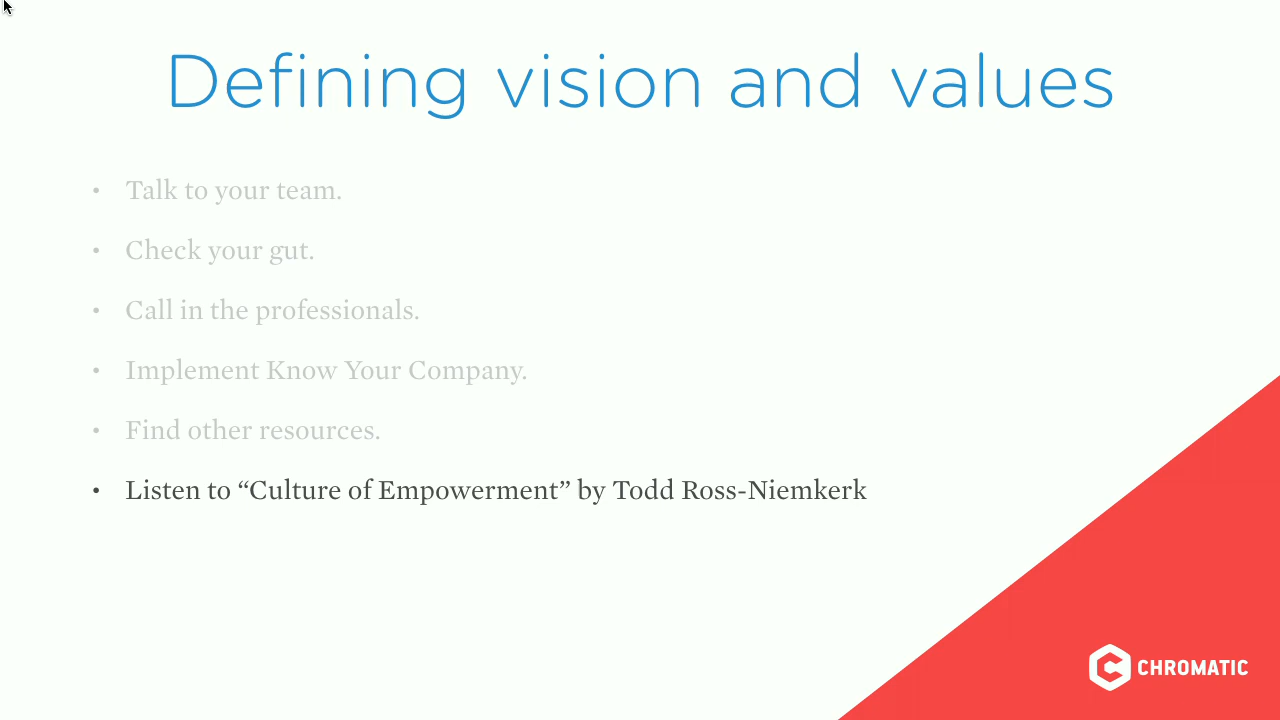 Defining vision and values
• Talk to your team.
• Check your gut.
• Call in the professionals.
• Implement Know Your Company.
• Find other resources.
• Listen to “Culture of Empowerment” by Todd Ross-Niemkerk
CHROMATIC